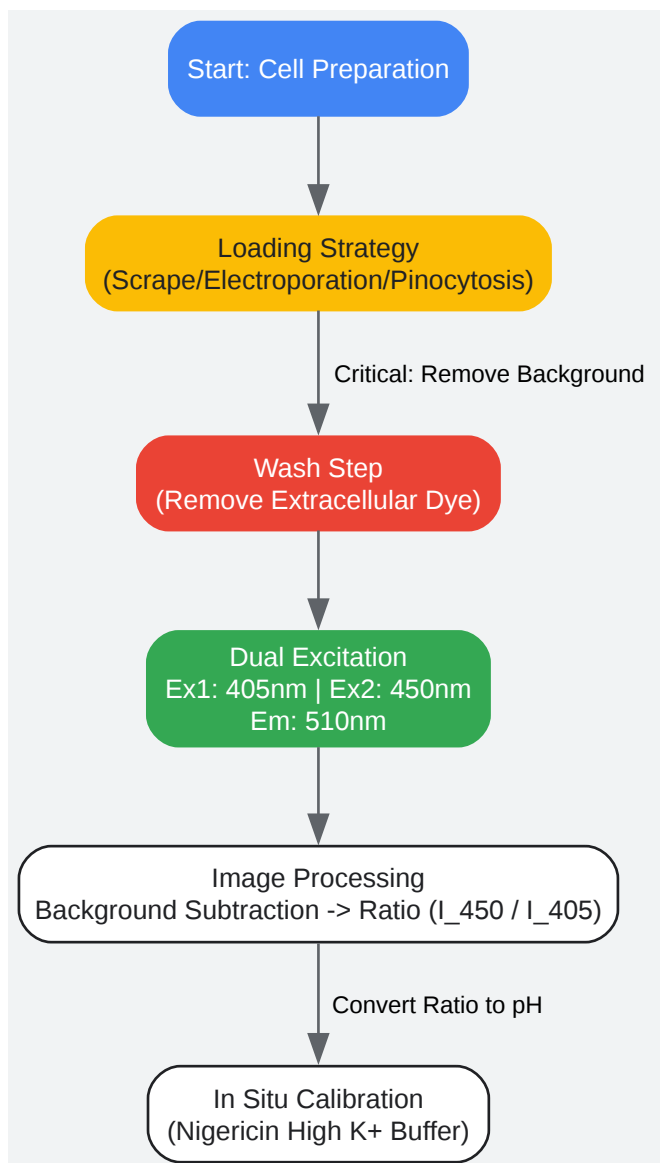 Start: Cell Preparation
Loading Strategy
(Scrape/Electroporation/Pinocytosis)
Critical: Remove Background
Wash Step
(Remove Extracellular Dye)
Dual Excitation
Ex1: 405nm | Ex2: 450nm
Em: 510nm
Image Processing
Background Subtraction -> Ratio (I_450 / I_405)
Convert Ratio to pH
In Situ Calibration
(Nigericin High K+ Buffer)